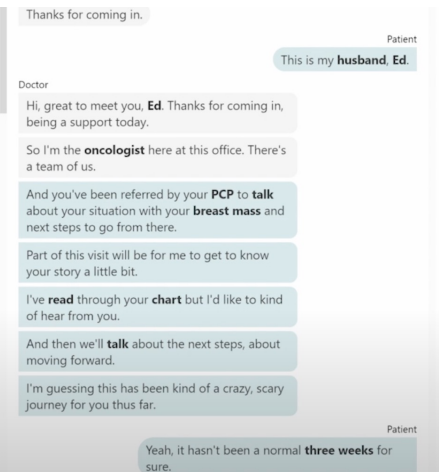 Thanks for coming in.
Patient
This is my husband, Ed.
Doctor
Hi, great to meet you, Ed. Thanks for coming in,
being a support today.
So I'm the oncologist here at this office. There's
a team of us.
And you've been referred by your PCP to talk
about your situation with your breast mass and
next steps to go from there.
Part of this visit will be for me to get to know
your story a little bit.
I've read through your chart but I'd like to kind
of hear from you.
And then we'll talk about the next steps, about
moving forward.
I'm guessing this has been kind of a crazy, scary
journey for you thus far.
Patient
Yeah, it hasn't been a normal three weeks for
sure.